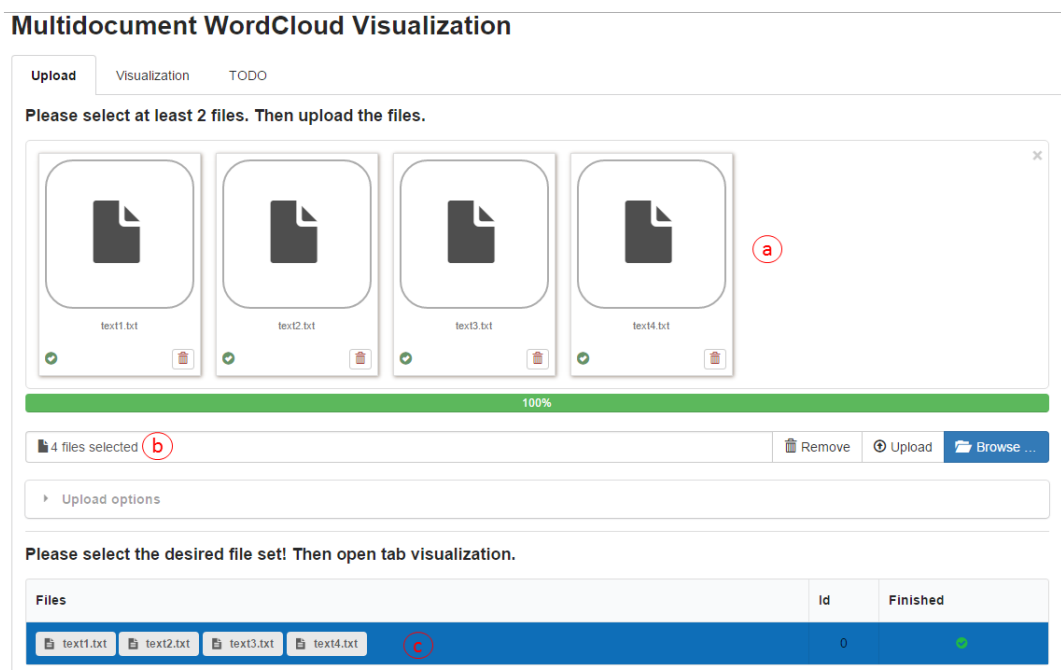 Multidocument WordCloud Visualization
Upload Visualization TODO
Please select at least 2 files. Then upload the files.
×
a
text1.txt text2.txt text3.txt text4.txt
100%
4 files selected b Remove Upload Browse ...
Upload options
Please select the desired file set! Then open tab visualization.
Files Id Finished
text1.txt text2.txt text3.txt text4.txt c 0